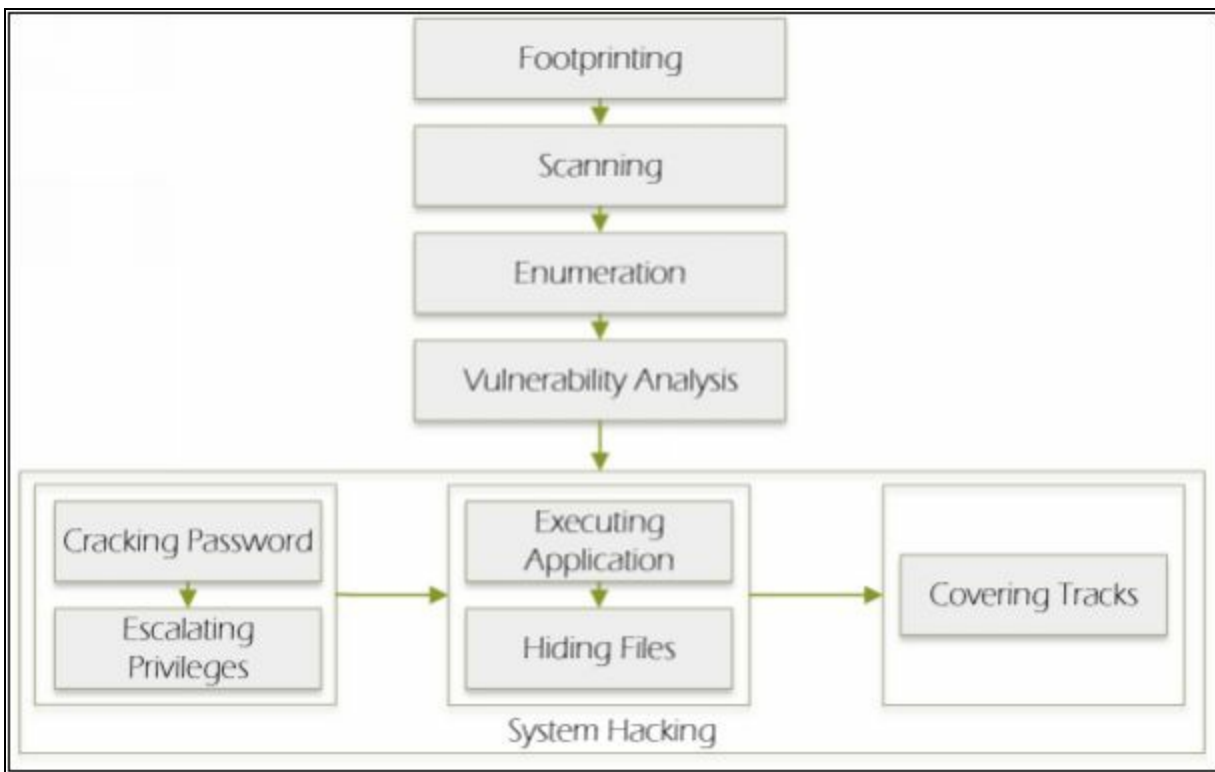 Footprinting
Scanning
Enumeration
Vulnerability Analysis
Cracking Password
Escalating
Privileges
Executing
Application
Hiding Files
Covering Tracks
System Hacking